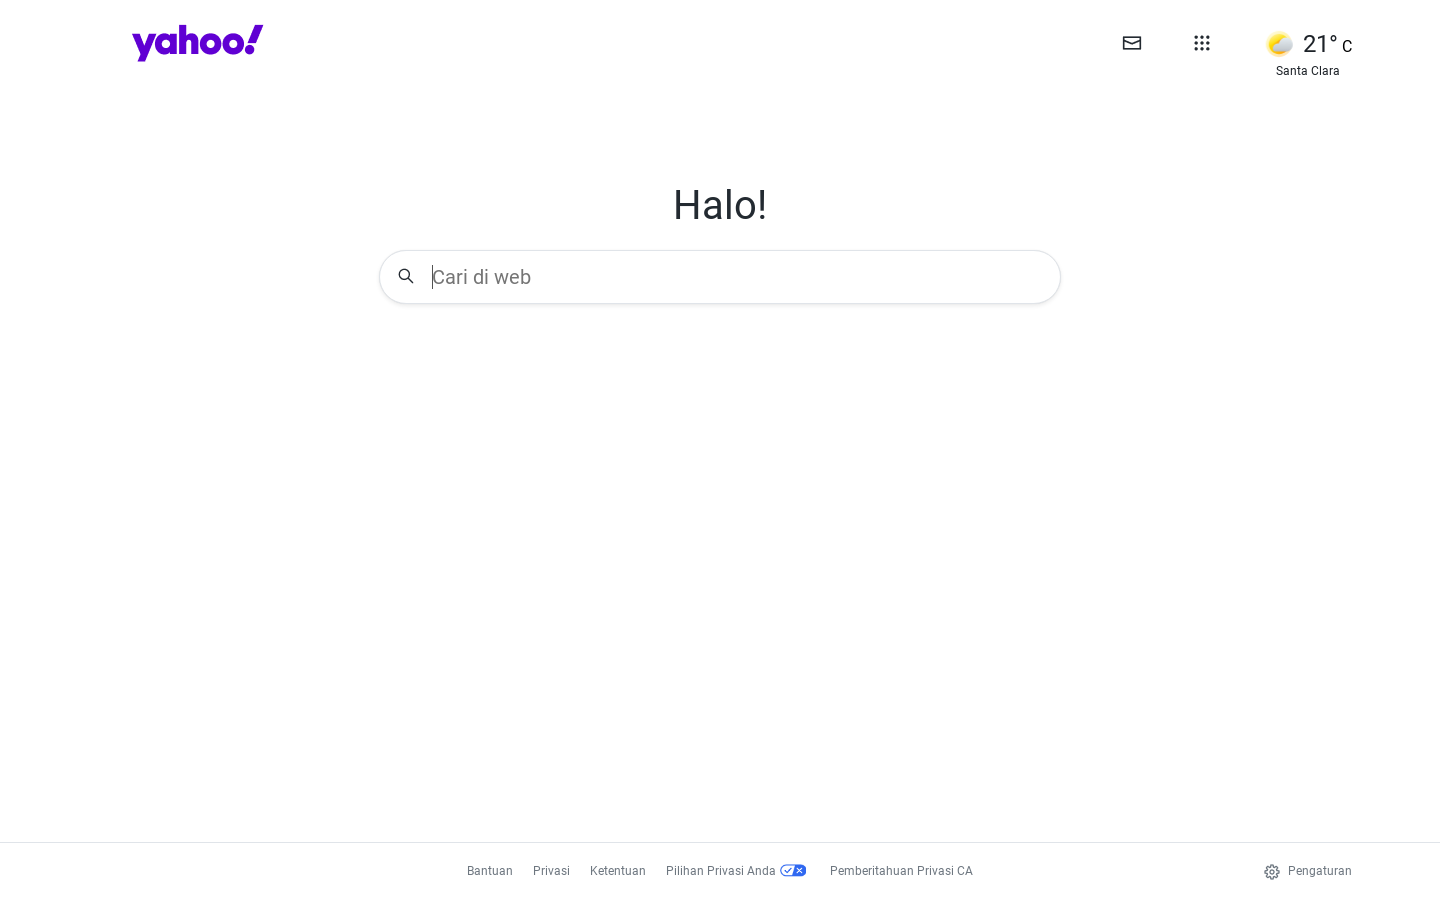 yahoo!
21° C
Santa Clara
Halo!
Cari di web
Bantuan Privasi Ketentuan Pilihan Privasi Anda Pemberitahuan Privasi CA Pengaturan